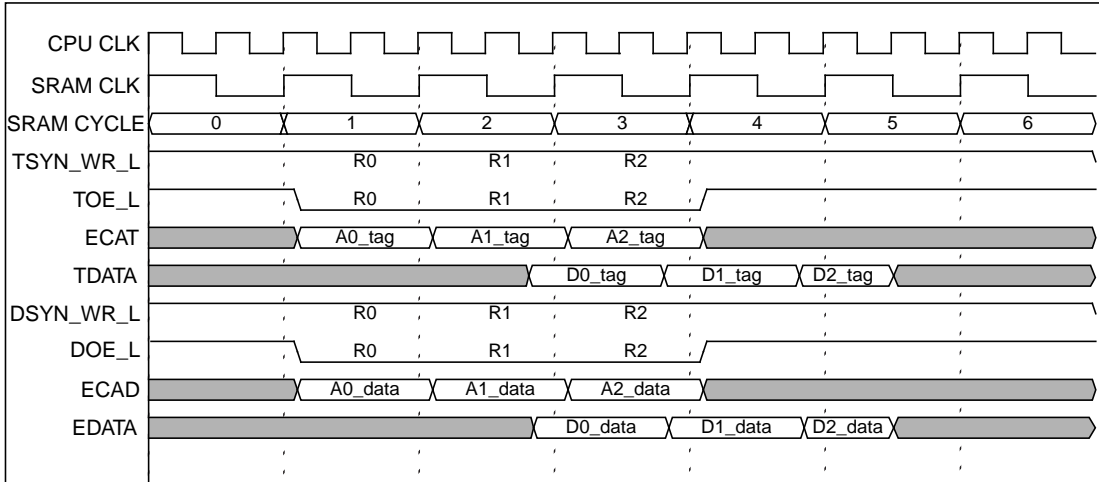 CPU CLK
SRAM CLK
SRAM CYCLE 0 1 2 3 4 5 6
TSYN_WR_L R0 R1 R2
TOE_L R0 R1 R2
ECAT A0_tag A1_tag A2_tag
TDATA D0_tag D1_tag D2_tag
DSYN_WR_L R0 R1 R2
DOE_L R0 R1 R2
ECAD A0_data A1_data A2_data
EDATA D0_data D1_data D2_data